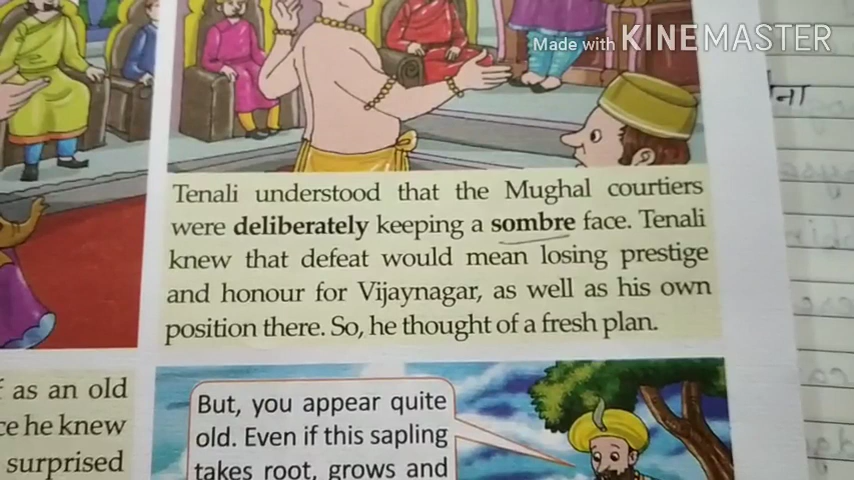 Made with KINEMASTER
Tenali understood that the Mughal courtiers
were deliberately keeping a sombre face. Tenali
knew that defeat would mean losing prestige
and honour for Vijaynagar, as well as his own
position there. So, he thought of a fresh plan.
as an old
ce he knew
surprised
But, you appear quite
old. Even if this sapling
takes root, grows and